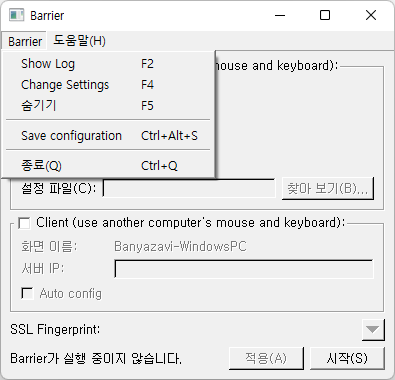 Barrier
Barrier 도움말(H)
Show Log F2
mouse and keyboard):
Change Settings F4
숨기기 F5
Save configuration Ctrl+Alt+S
종료(Q) Ctrl+Q
설정 파일(C): 찾아 보기(B)...
Client (use another computer's mouse and keyboard):
화면 이름: Banyazavi-WindowsPC
서버 IP:
Auto config
SSL Fingerprint:
Barrier가 실행 중이지 않습니다. 적용(A) 시작(S)